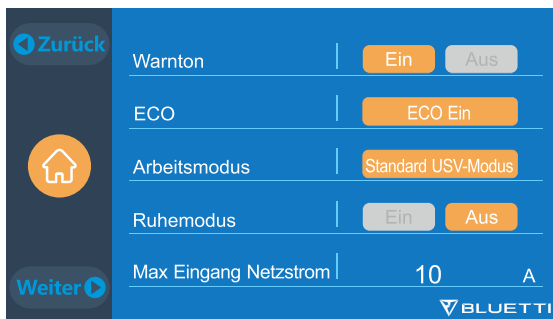 Zurück
Warnton Ein Aus
ECO ECO Ein
Arbeitsmodus Standard USV-Modus
Ruhemodus Ein Aus
Max Eingang Netzstrom 10 A
Weiter
BLUETTI